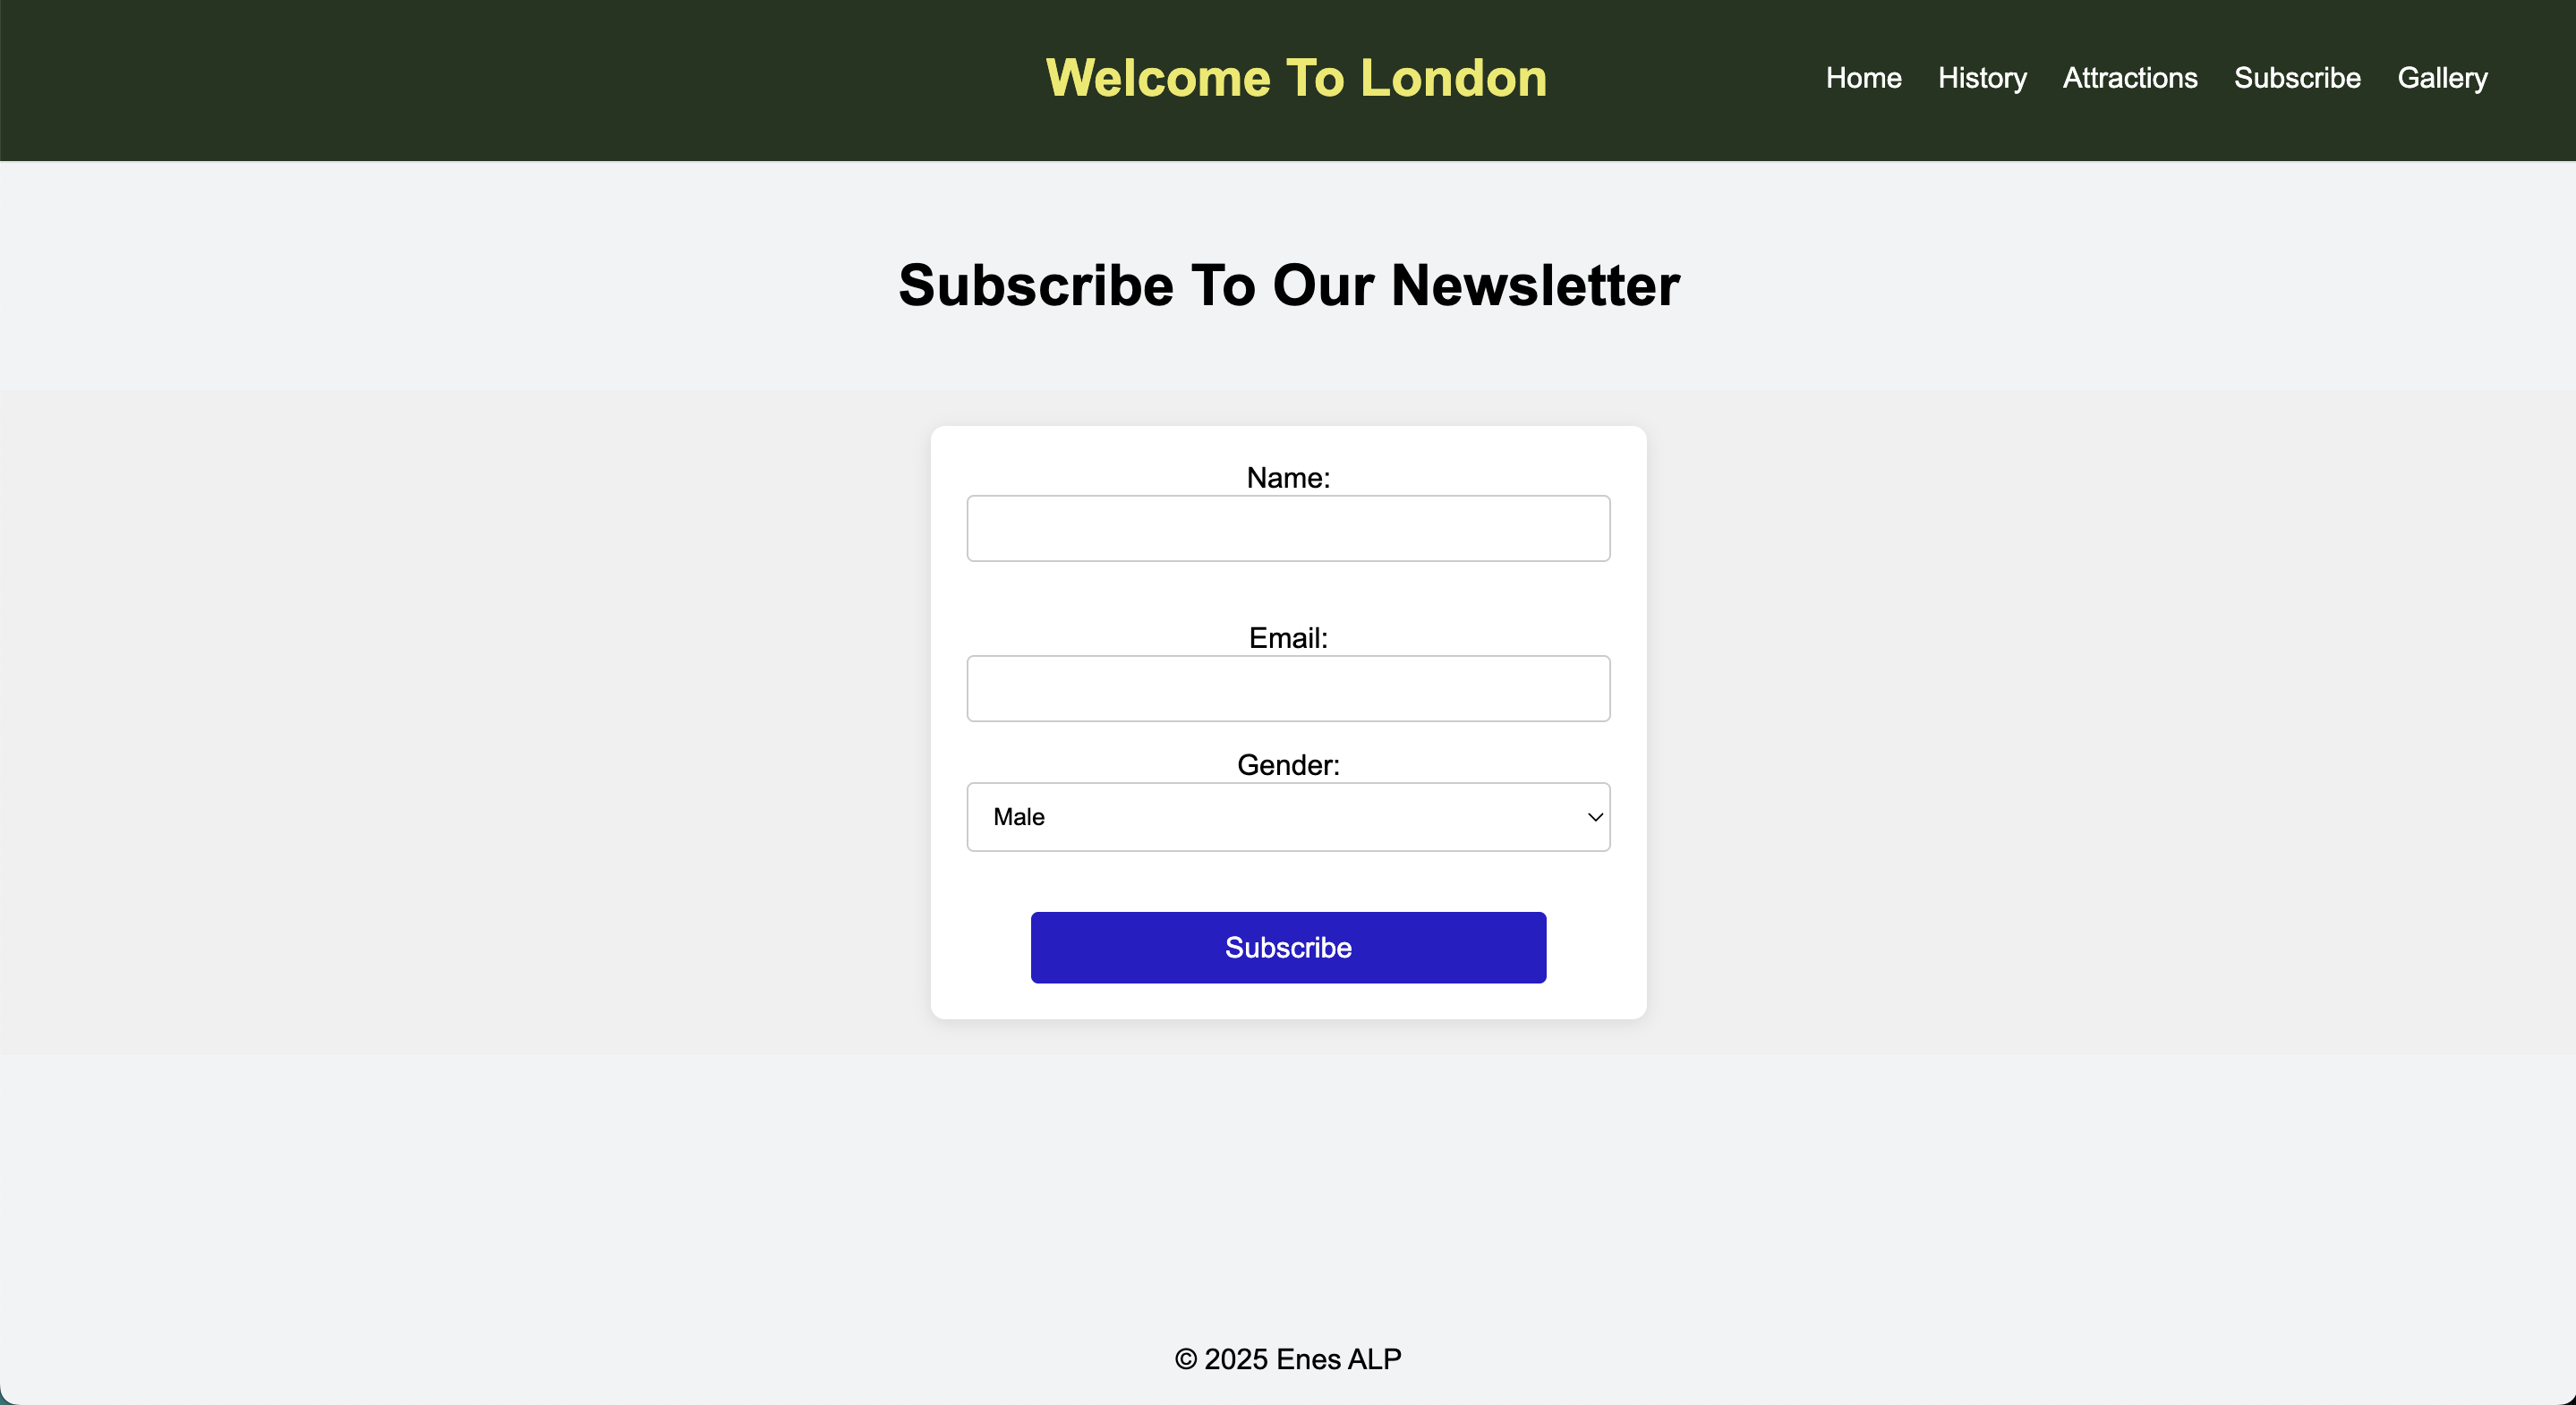 Welcome To London
Home History Attractions Subscribe Gallery
Subscribe To Our Newsletter
Name:
Email:
Gender:
Male
Subscribe
© 2025 Enes ALP